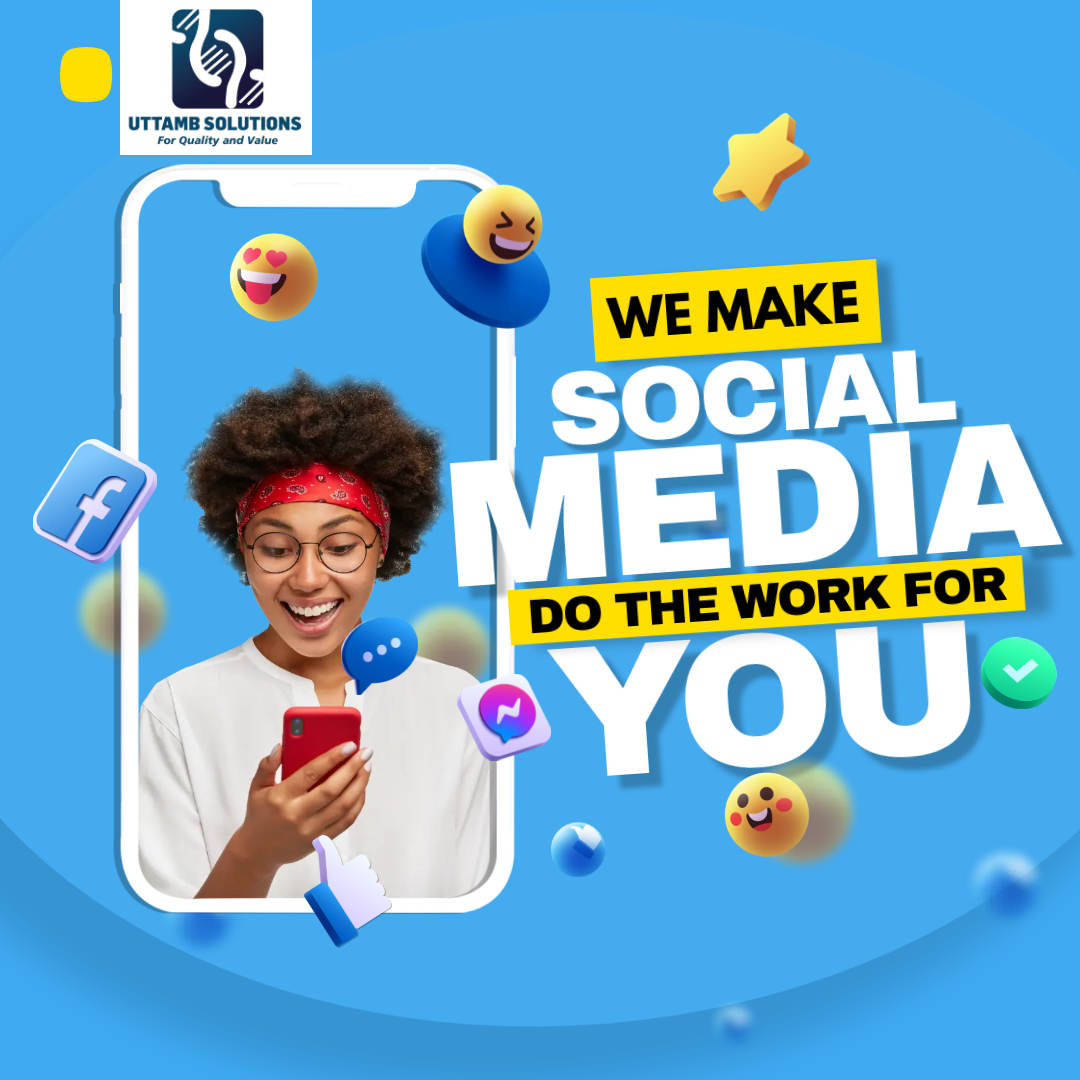 UTTAMB SOLUTIONS
For Quality and Value
WE MAKE
SOCIAL
MEDIA
DO THE WORK FOR
YOU